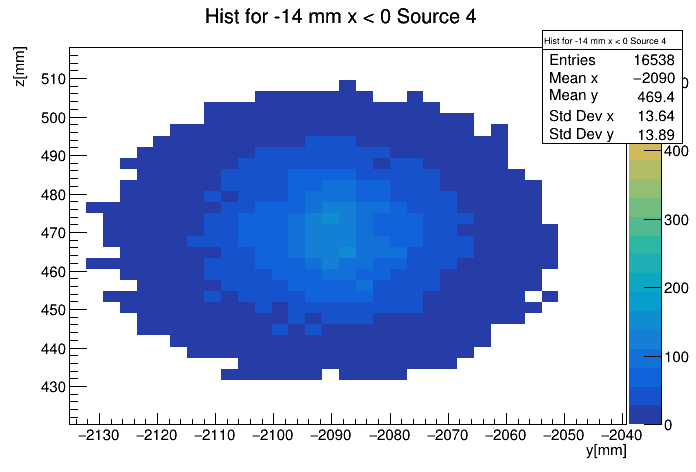 Hist for -14 mm x < 0 Source 4
z[mm]
Hist for -14 mm x < 0 Source 4
Entries 16538
Mean x −2090
Mean y 469.4
Std Dev x 13.64
Std Dev y 13.89
510
500
490
480
470
460
450
440
430
0
400
300
200
100
0
−2130 −2120 −2110 −2100 −2090 −2080 −2070 −2060 −2050 −2040
y[mm]